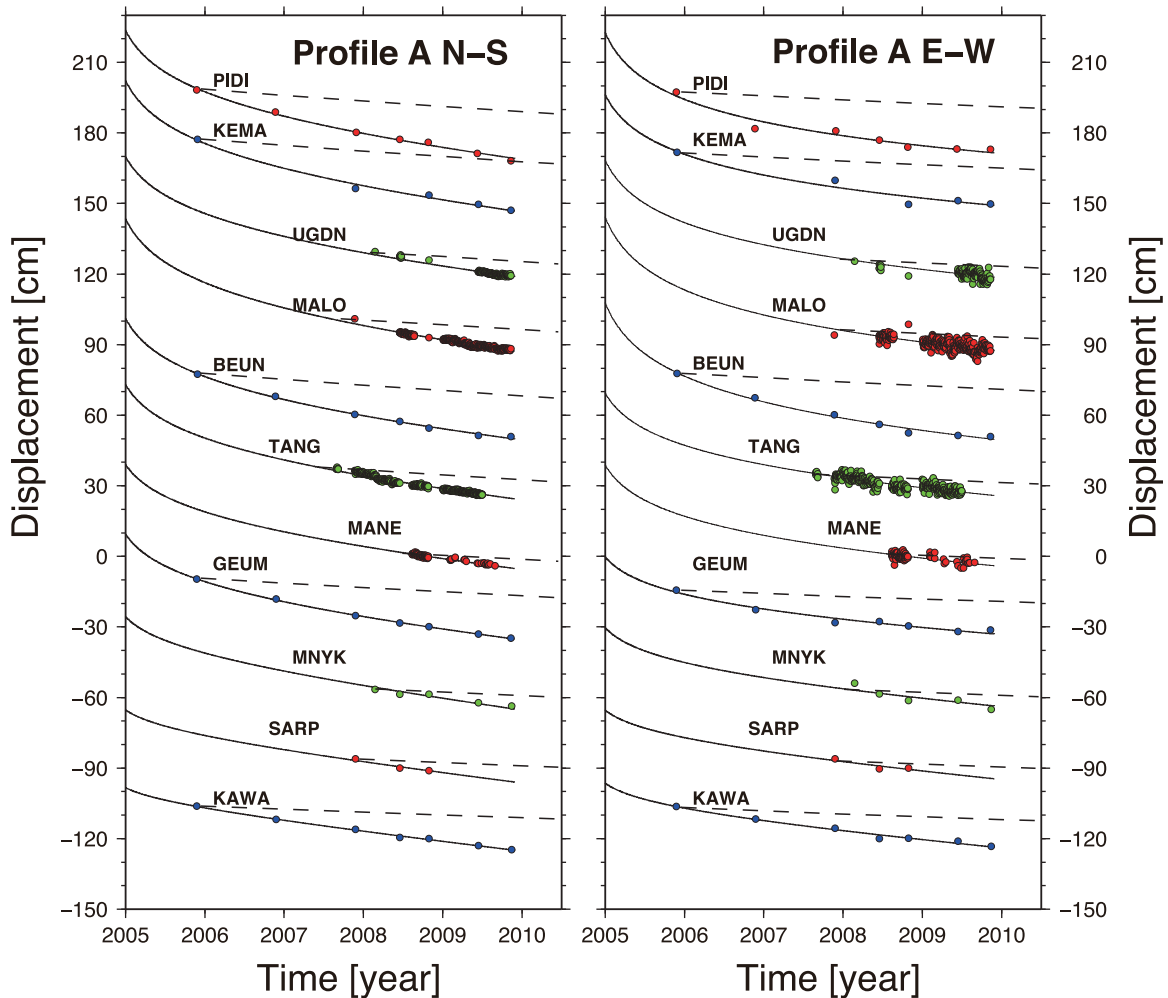 Profile A N–S
Profile A E–W
Displacement [cm]
210
180
150
120
90
60
30
0
−30
−60
−90
−120
−150
PIDI
KEMA
UGDN
MALO
BEUN
TANG
MANE
GEUM
MNYK
SARP
KAWA
2005 2006 2007 2008 2009 2010
Time [year]
PIDI
KEMA
UGDN
MALO
BEUN
TANG
MANE
GEUM
MNYK
SARP
KAWA
2005 2006 2007 2008 2009 2010
Time [year]
210
180
150
120
90
60
30
0
−30
−60
−90
−120
−150
Displacement [cm]